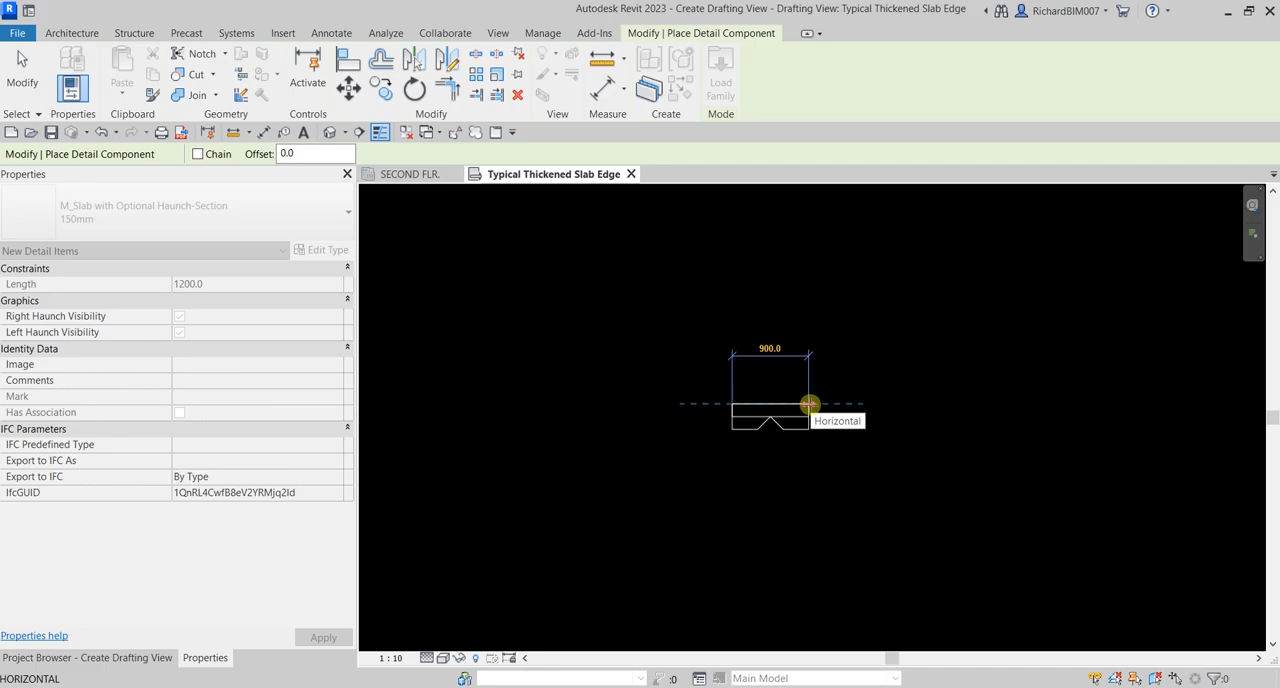 Autodesk Revit 2023 - Create Drafting View - Drafting View: Typical Thickened Slab Edge
RichardBIM007
File
Architecture
Structure
Precast
Systems
Insert
Annotate
Analyze
Collaborate
View
Manage
Add-Ins
Modify | Place Detail Component
Modify
Paste
Notch
Cut
Join
Activate
Load
Family
Select
Properties
Clipboard
Geometry
Controls
Modify
View
Measure
Create
Mode
Modify | Place Detail Component
Chain
Offset:
0.0
Properties
SECOND FLR.
Typical Thickened Slab Edge
M_Slab with Optional Haunch-Section
150mm
New Detail Items
Edit Type
Constraints
Length
1200.0
Graphics
Right Haunch Visibility
Left Haunch Visibility
Identity Data
Image
Comments
Mark
Has Association
IFC Parameters
IFC Predefined Type
Export to IFC As
Export to IFC
By Type
IfcGUID
1QnRL4CwfB8eV2YRMjq2Id
900.0
Horizontal
Properties help
Apply
Project Browser - Create Drafting View
Properties
1 : 10
HORIZONTAL
:0
Main Model
:0